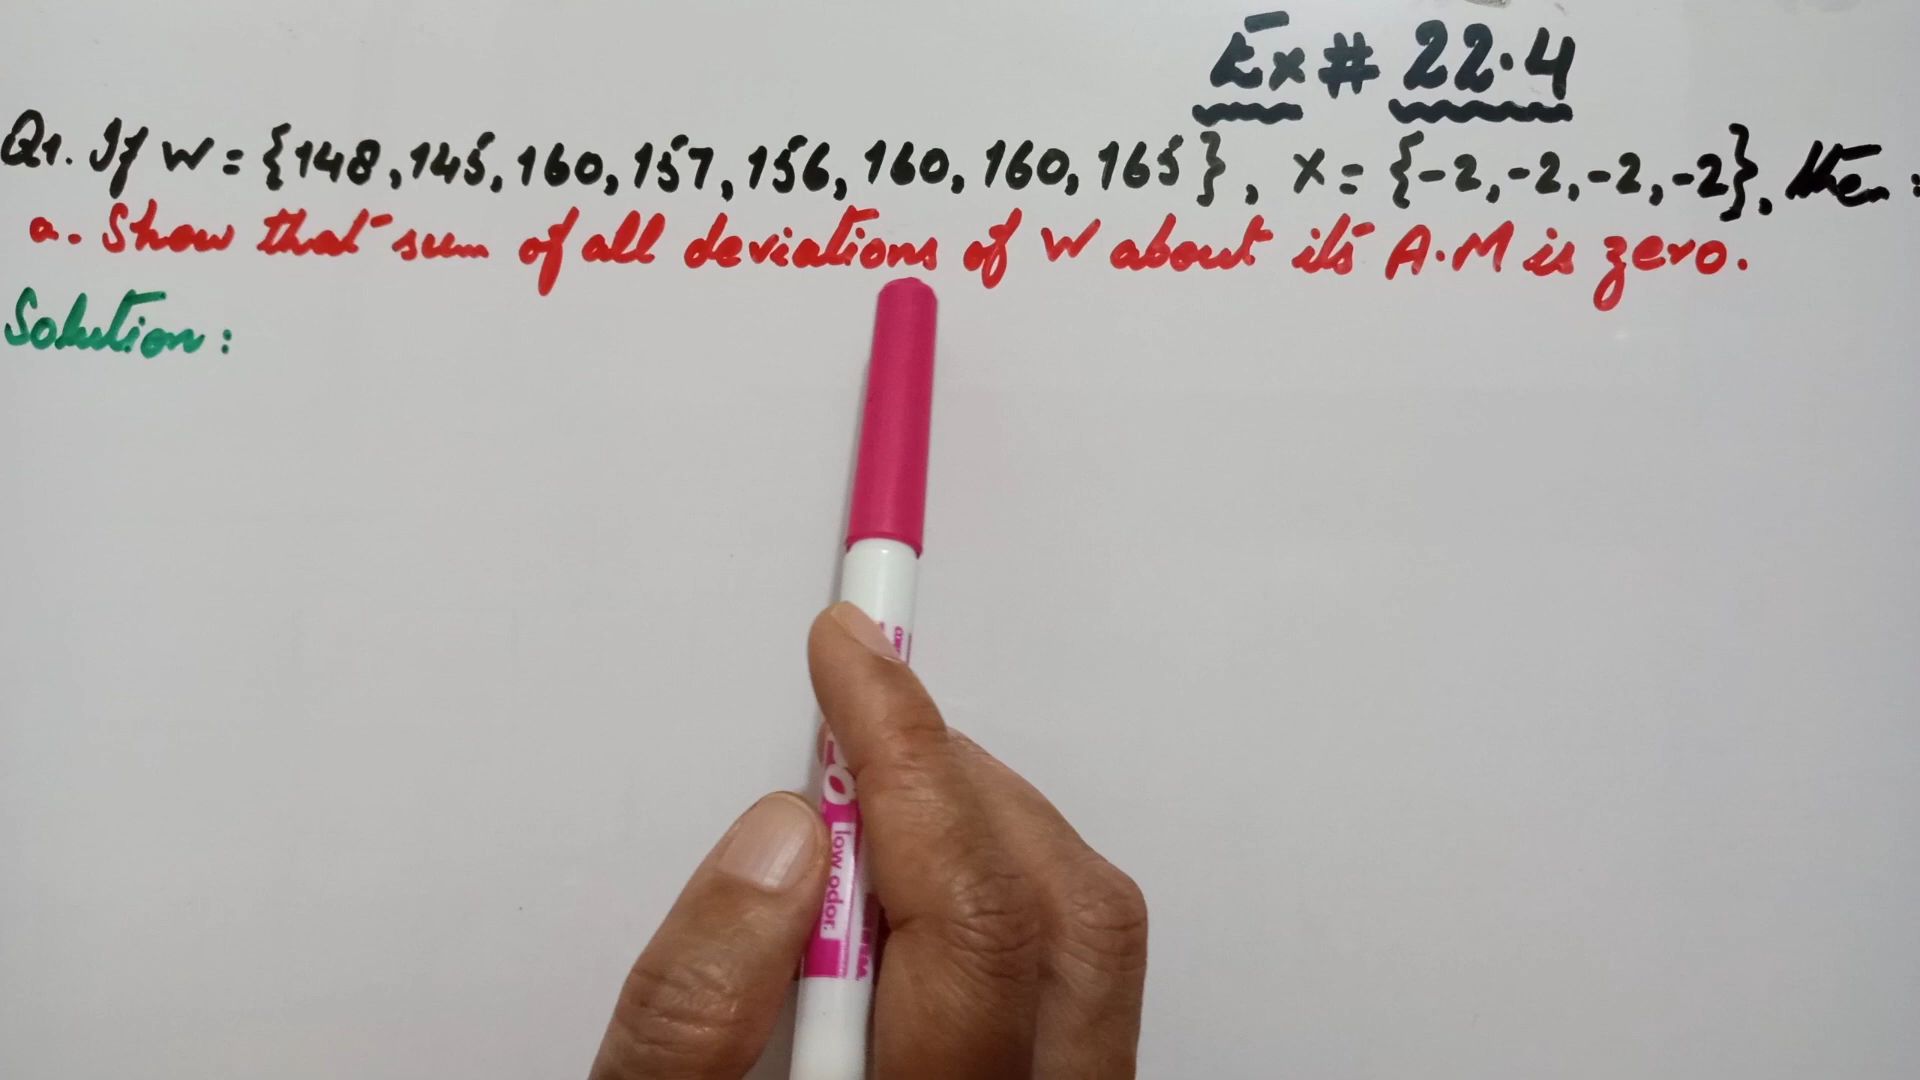 Ex # 22.4
Q1. If W = {148, 145, 160, 157, 156, 160, 160, 165}, X = {-2, -2, -2, -2}, then :
a. Show that sum of all deviations of W about its A.M is zero.
Solution :
low odor.